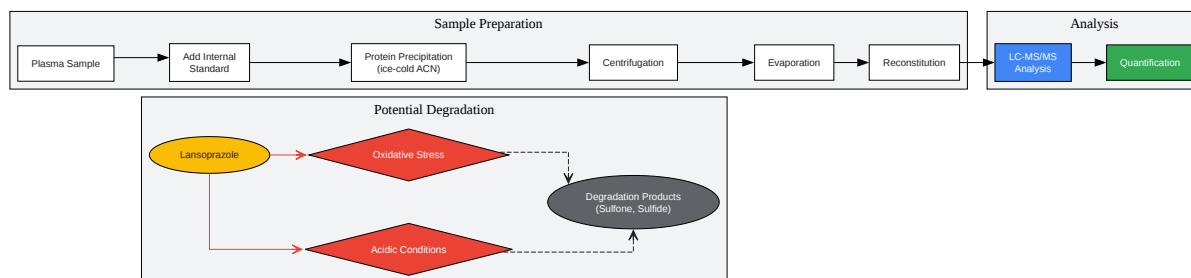 Sample Preparation
Plasma Sample
Add Internal
Standard
Protein Precipitation
(ice-cold ACN)
Centrifugation
Evaporation
Reconstitution
Analysis
LC-MS/MS
Analysis
Quantification
Potential Degradation
Lansoprazole
Oxidative Stress
Acidic Conditions
Degradation Products
(Sulfone, Sulfide)